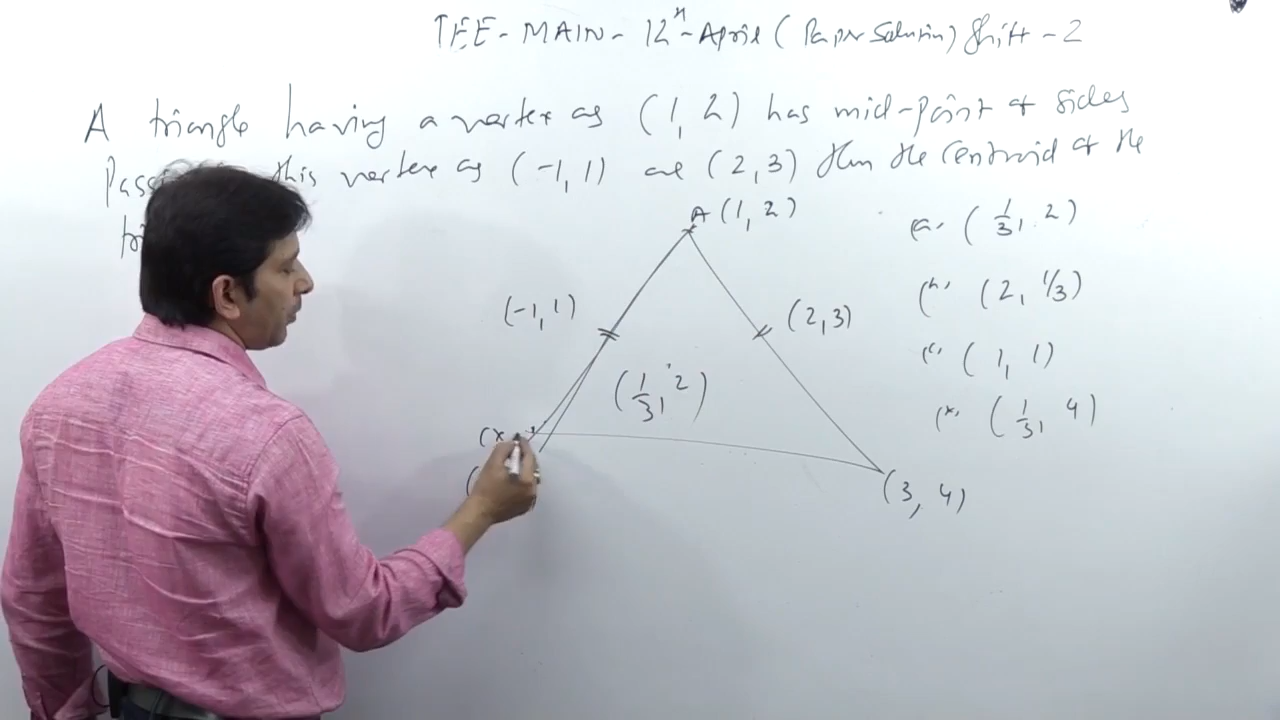 JEE-MAIN-12th-April (Paper Solution) Shift-2
A triangle having a vertex as (1, 2) has mid-point of sides
this vertex as (-1, 1) and (2, 3) then the centroid of the
A (1, 2)
(a) (1/3, 2)
(2, 1/3)
(-1, 1)
(2, 3)
(1, 1)
(1/3, 2)
(1/3, 4)
(x
(3, 4)